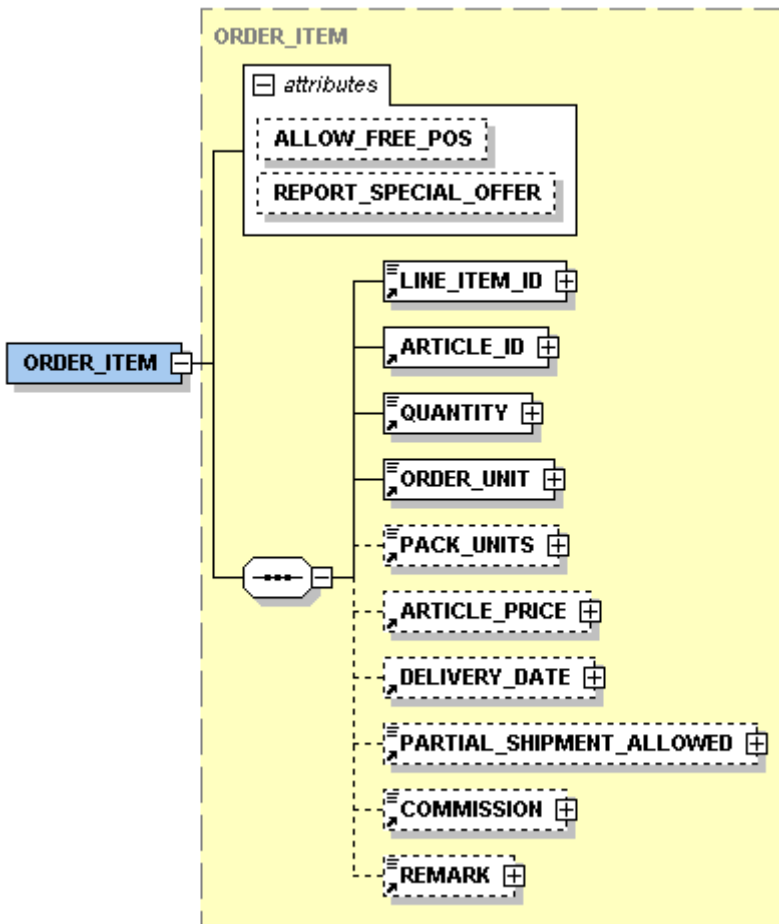 ORDER_ITEM
attributes
ALLOW_FREE_POS
REPORT_SPECIAL_OFFER
LINE_ITEM_ID
ORDER_ITEM
ARTICLE_ID
QUANTITY
ORDER_UNIT
PACK_UNITS
ARTICLE_PRICE
DELIVERY_DATE
PARTIAL_SHIPMENT_ALLOWED
COMMISSION
REMARK